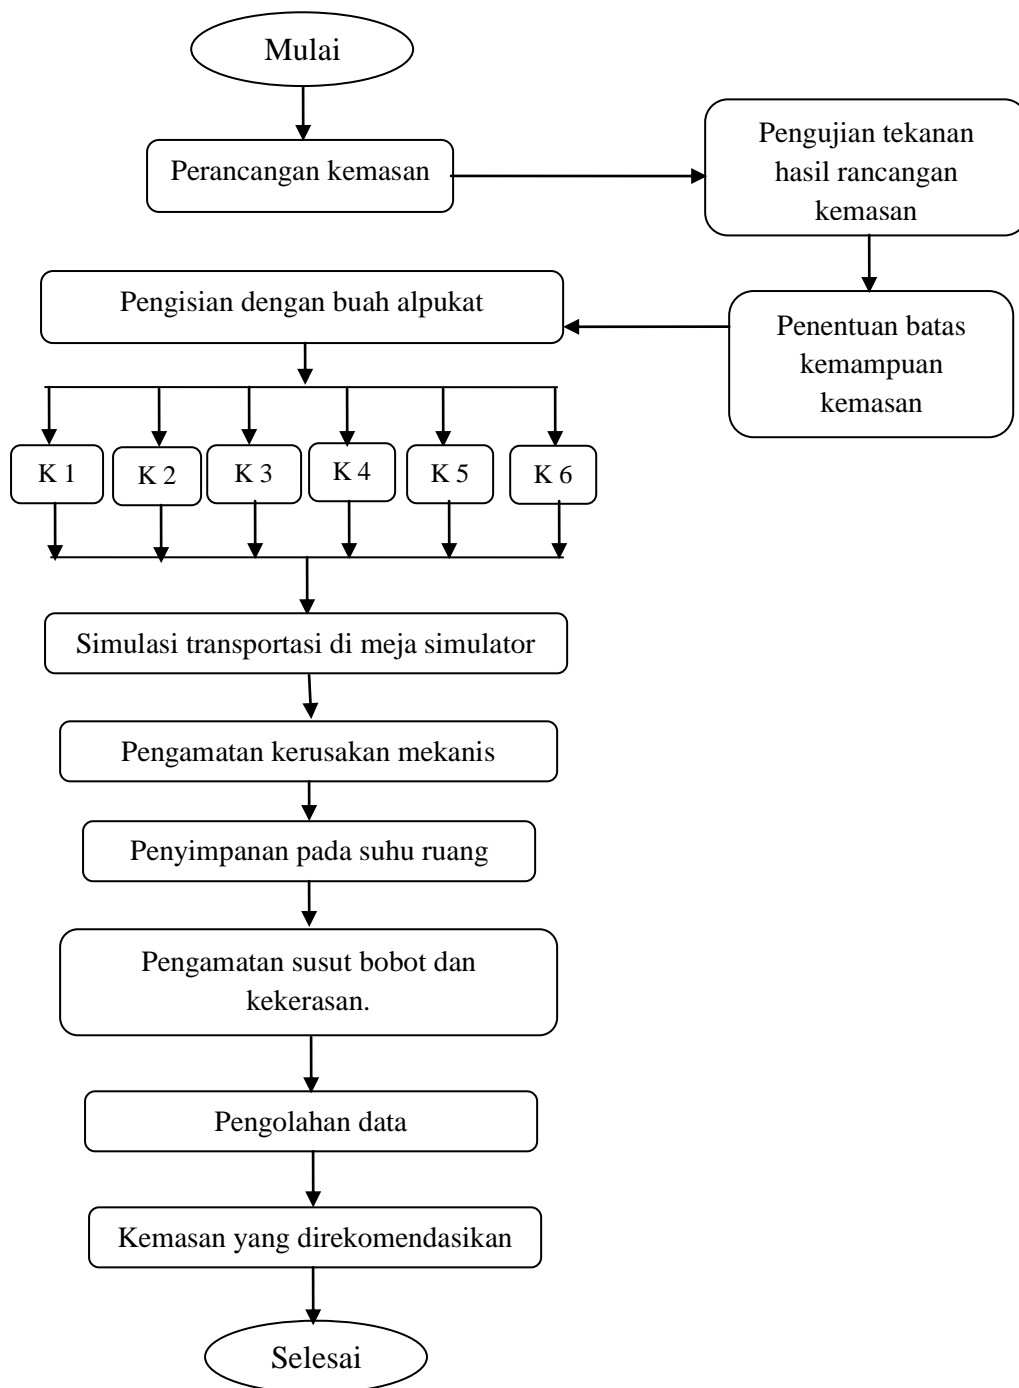 Mulai
Perancangan kemasan
Pengujian tekanan
hasil rancangan
kemasan
Penentuan batas
kemampuan
kemasan
Pengisian dengan buah alpukat
K 1
K 2
K 3
K 4
K 5
K 6
Simulasi transportasi di meja simulator
Pengamatan kerusakan mekanis
Penyimpanan pada suhu ruang
Pengamatan susut bobot dan
kekerasan.
Pengolahan data
Kemasan yang direkomendasikan
Selesai